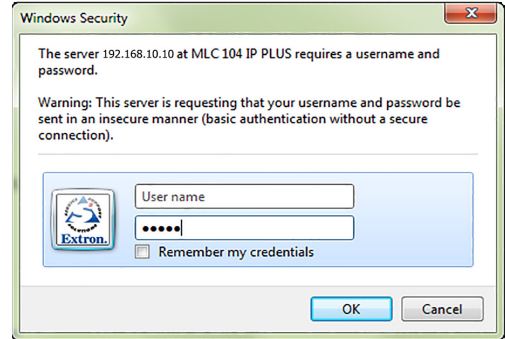 Windows Security
The server 192.168.10.10 at MLC 104 IP PLUS requires a username and
password.
Warning: This server is requesting that your username and password be
sent in an insecure manner (basic authentication without a secure
connection).
User name
•••••
Extron.
Remember my credentials
OK
Cancel